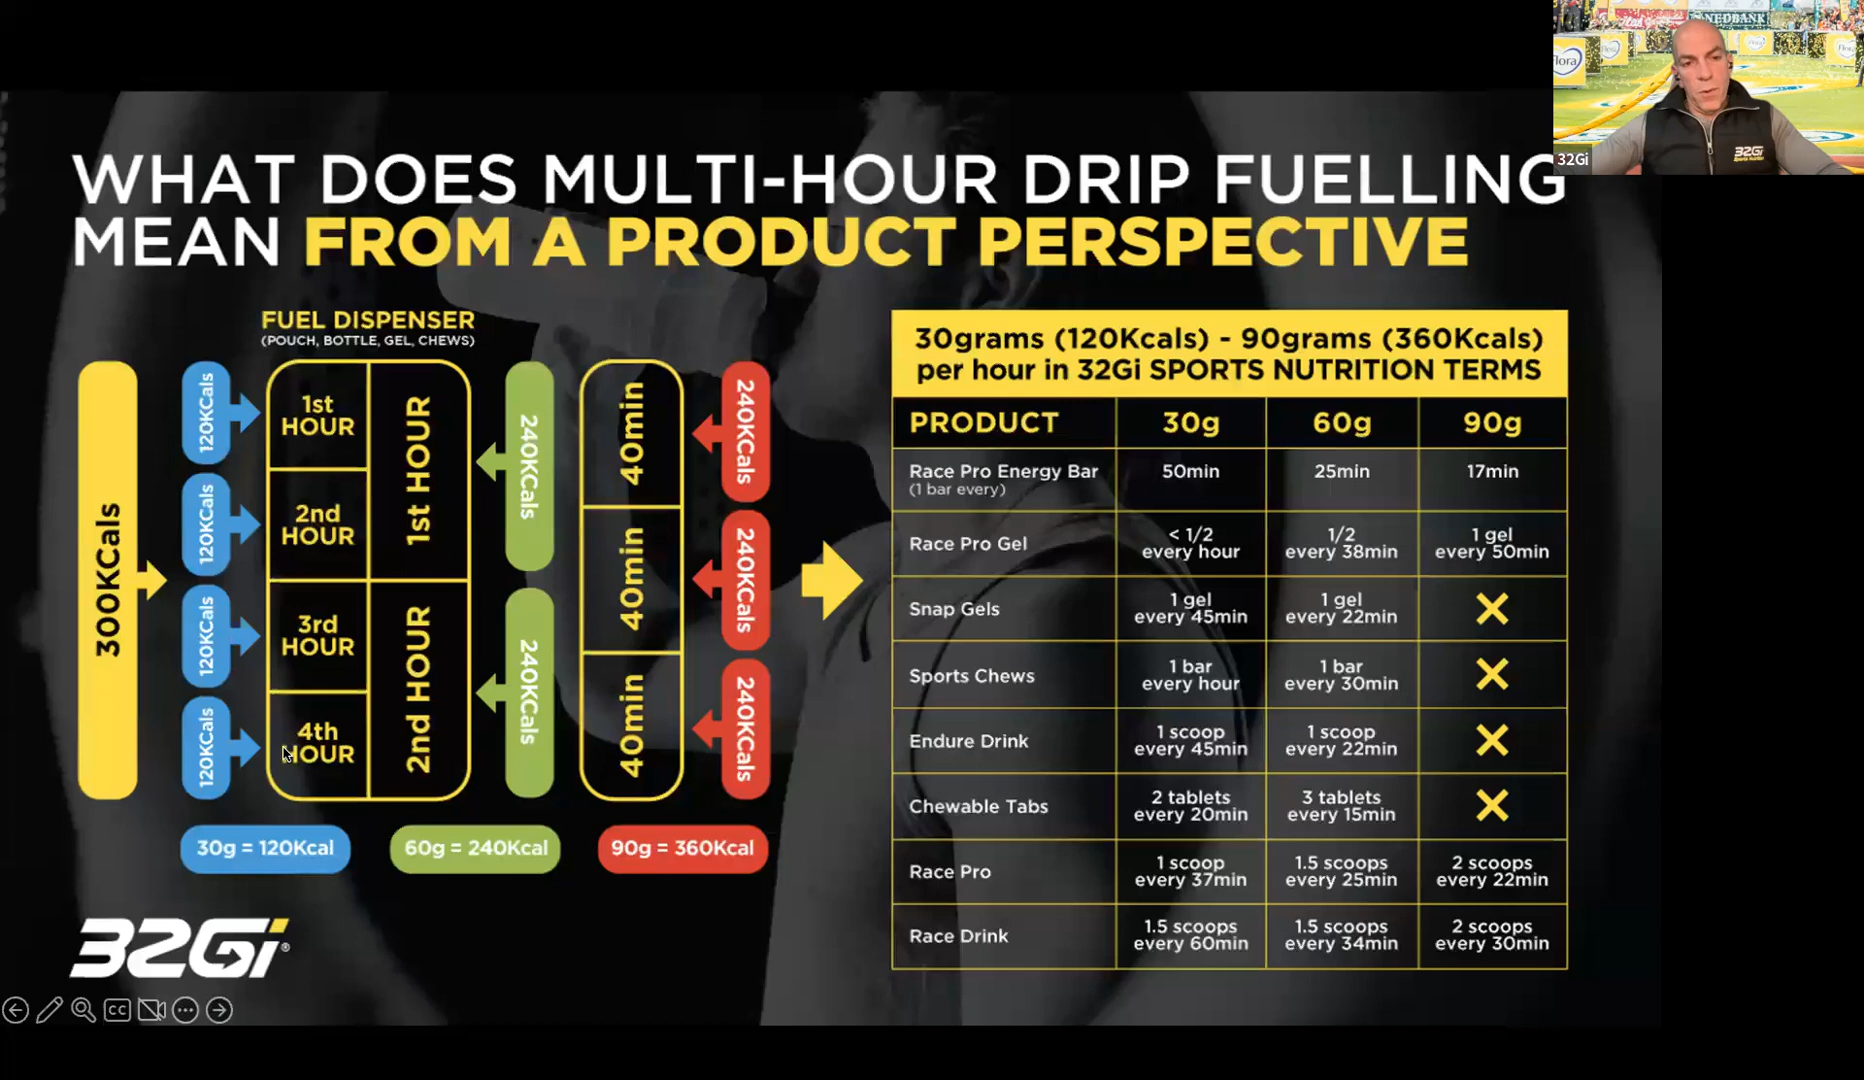 NEDBANK
flora
Flora
32Gi
32Gi
WHAT DOES MULTI-HOUR DRIP FUELLING
MEAN FROM A PRODUCT PERSPECTIVE
FUEL DISPENSER
(POUCH, BOTTLE, GEL, CHEWS)
300KCals
120KCals
120KCals
120KCals
120KCals
1st
HOUR
2nd
HOUR
3rd
HOUR
4th
HOUR
1st HOUR
2nd HOUR
240KCals
240KCals
40min
40min
40min
240KCals
240KCals
240KCals
30g = 120Kcal
60g = 240Kcal
90g = 360Kcal
30grams (120Kcals) - 90grams (360Kcals)
per hour in 32Gi SPORTS NUTRITION TERMS
PRODUCT 30g 60g 90g
Race Pro Energy Bar 50min 25min 17min
(1 bar every)
Race Pro Gel < 1/2 every hour 1/2 every 38min 1 gel every 50min
Snap Gels 1 gel every 45min 1 gel every 22min X
Sports Chews 1 bar every hour 1 bar every 30min X
Endure Drink 1 scoop every 45min 1 scoop every 22min X
Chewable Tabs 2 tablets every 20min 3 tablets every 15min X
Race Pro 1 scoop every 37min 1.5 scoops every 25min 2 scoops every 22min
Race Drink 1.5 scoops every 60min 1.5 scoops every 34min 2 scoops every 30min
32Gi®
CC